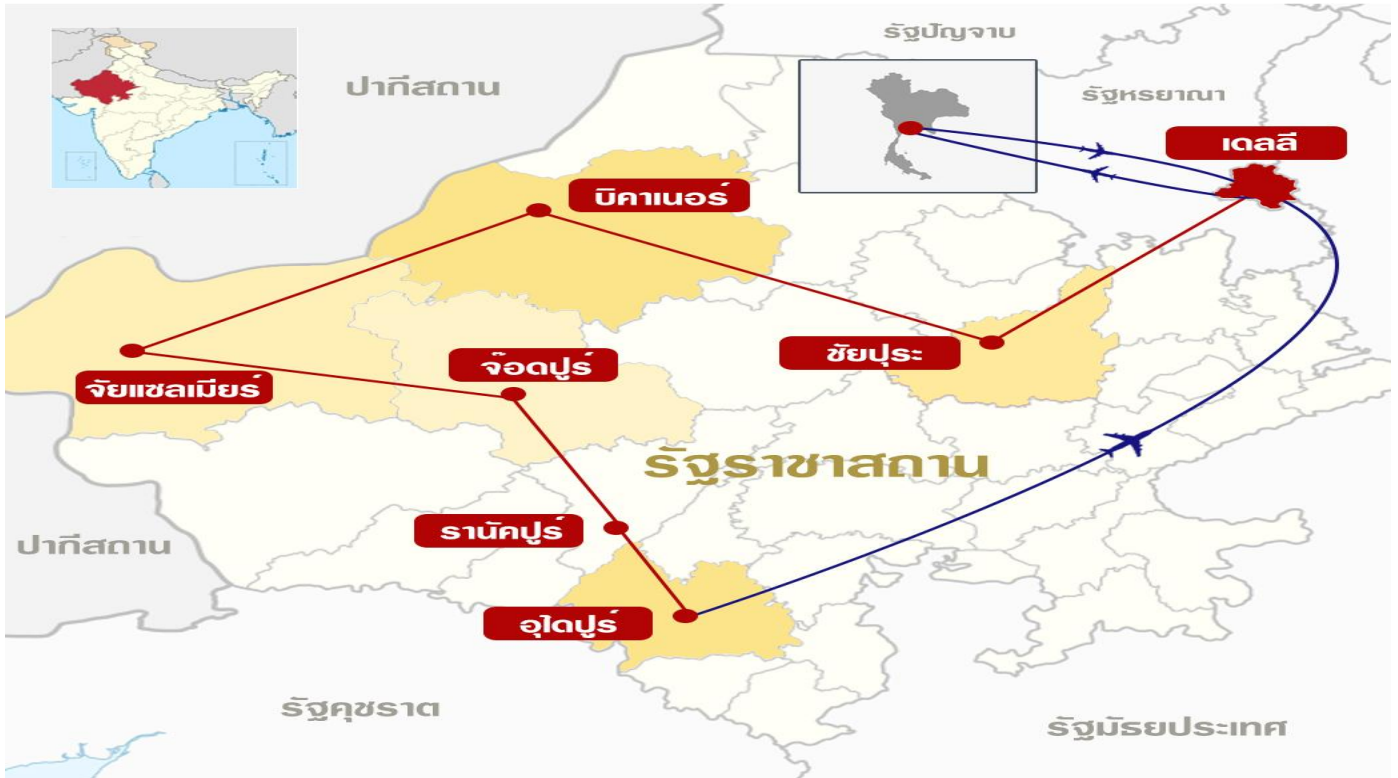 รัฐปัญจาบ
ปากีสถาน
รัฐหรยาณา
เดลลี
บิคาเนอร์
ชัยปุระ
จ๊อดปูร์
จัยแซลเมียร์
รัฐราชาสถาน
รานัคปูร์
ปากีสถาน
อุไดปูร์
รัฐคุชราต
รัฐมัธยประเทศ